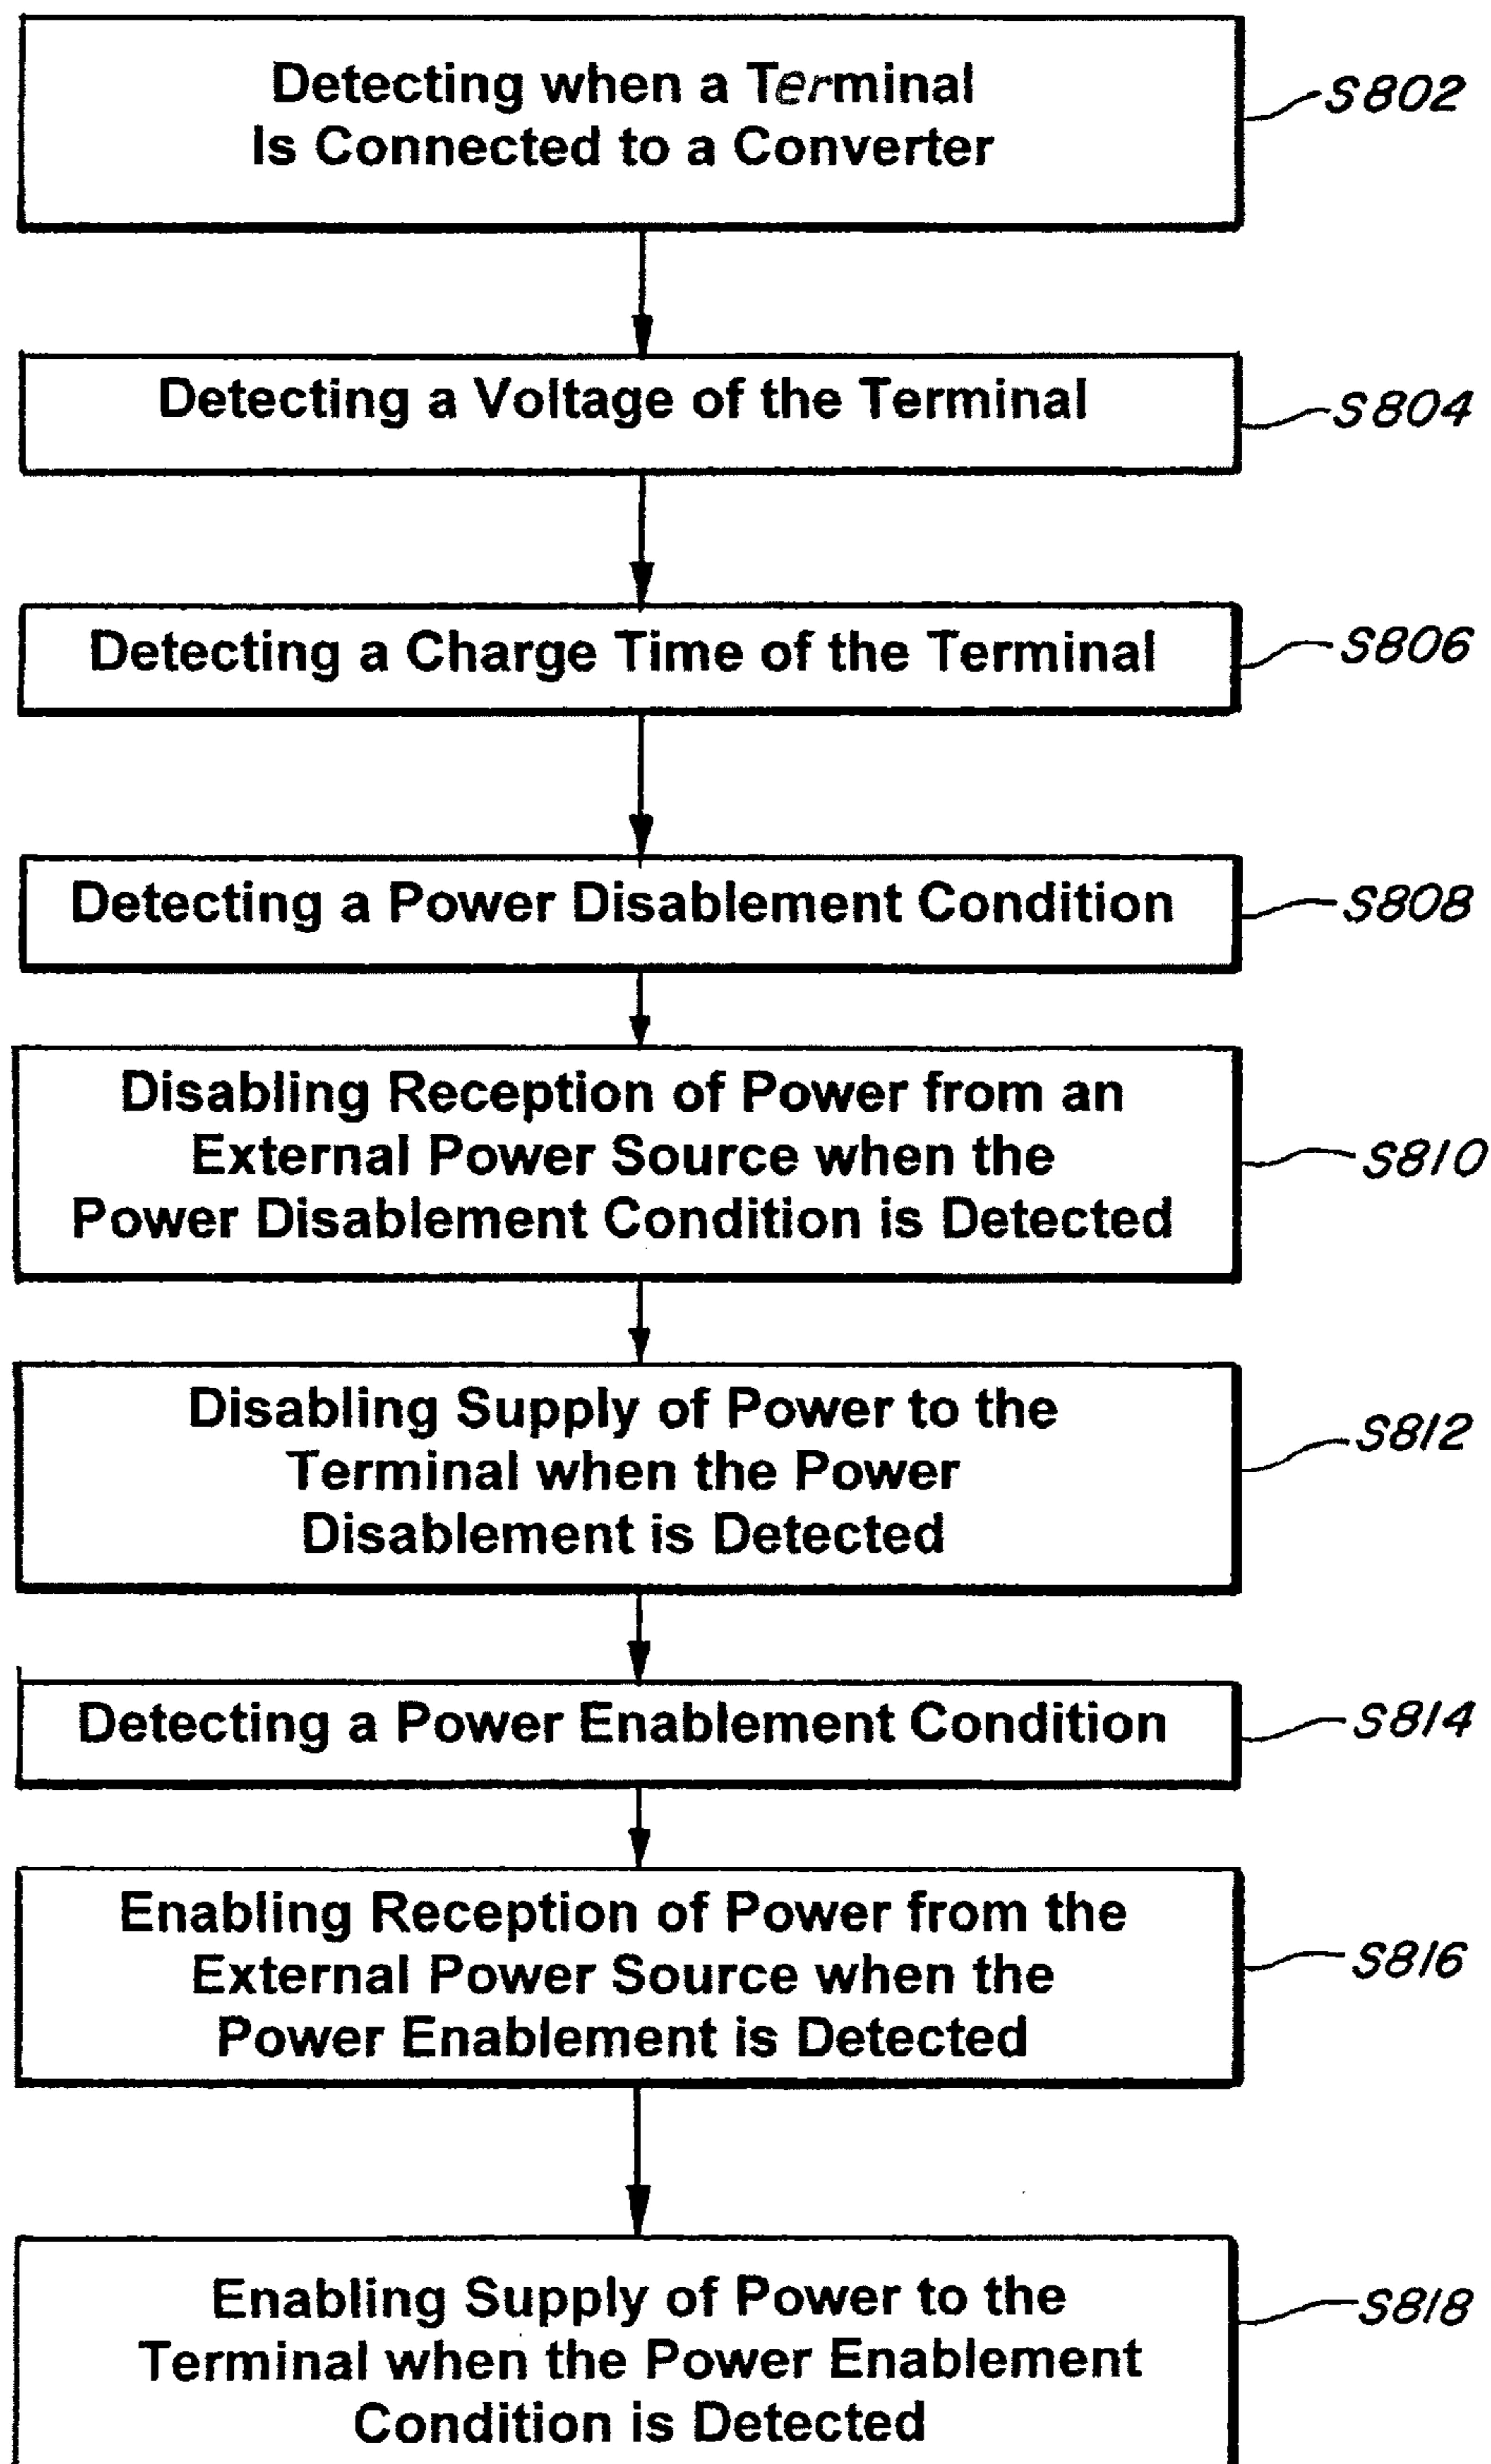 Detecting when a Terminal
Is Connected to a Converter
S802
Detecting a Voltage of the Terminal
S804
Detecting a Charge Time of the Terminal
S806
Detecting a Power Disablement Condition
S808
Disabling Reception of Power from an
External Power Source when the
Power Disablement Condition is Detected
S810
Disabling Supply of Power to the
Terminal when the Power
Disablement is Detected
S812
Detecting a Power Enablement Condition
S814
Enabling Reception of Power from the
External Power Source when the
Power Enablement is Detected
S816
Enabling Supply of Power to the
Terminal when the Power Enablement
Condition is Detected
S818